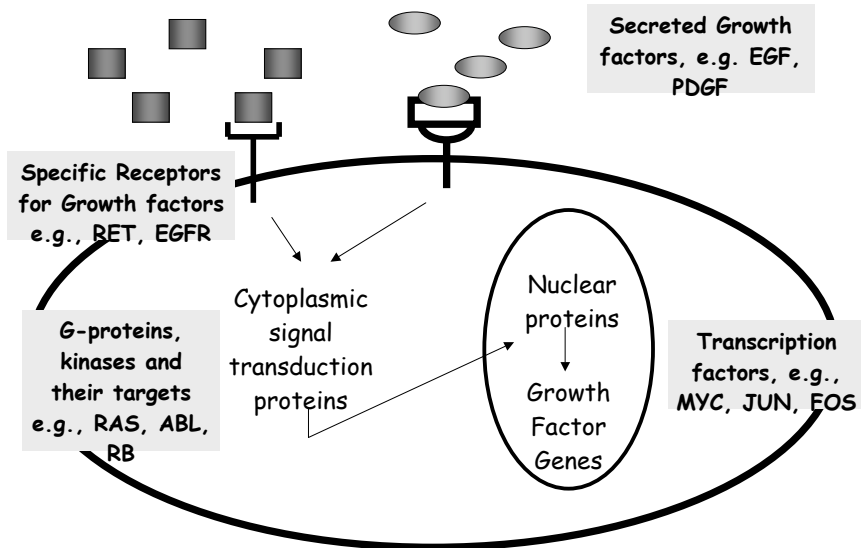 Secreted Growth
factors, e.g. EGF,
PDGF
Specific Receptors
for Growth factors
e.g., RET, EGFR
Cytoplasmic
signal
transduction
proteins
Nuclear
proteins
Growth
Factor
Genes
G-proteins,
kinases and
their targets
e.g., RAS, ABL,
RB
Transcription
factors, e.g.,
MYC, JUN, FOS